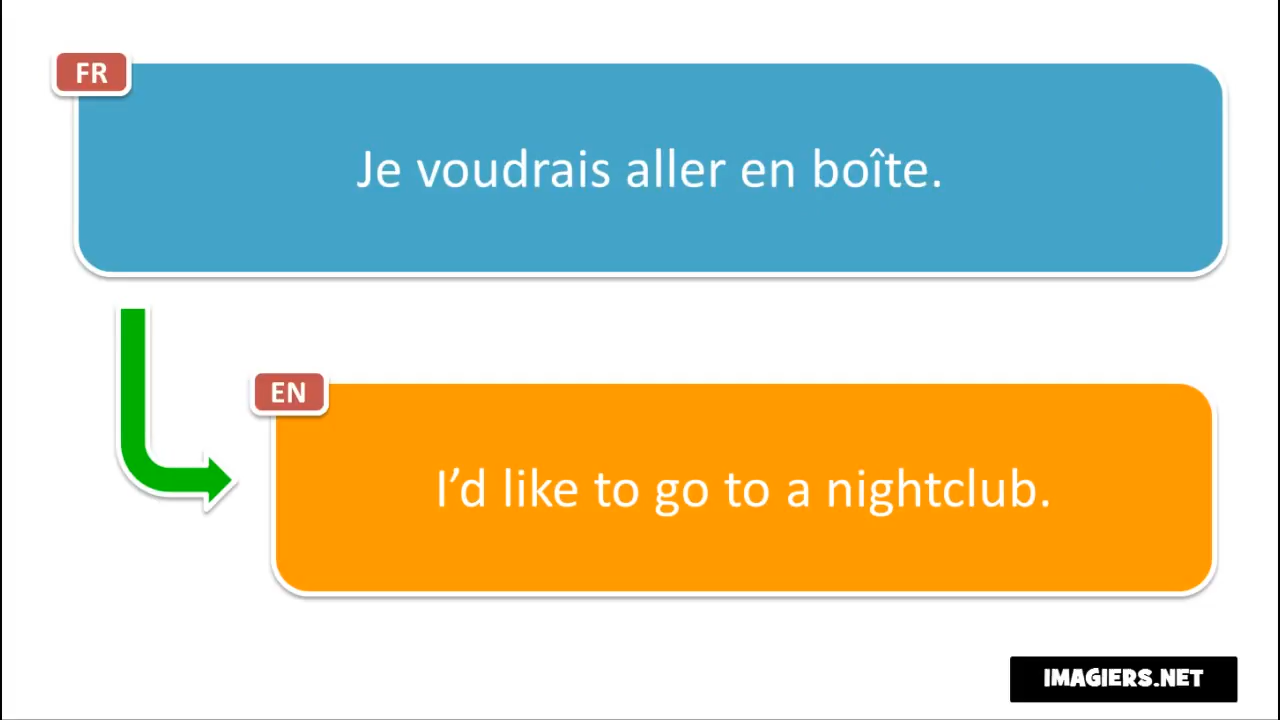 FR
Je voudrais aller en boîte.
EN
I’d like to go to a nightclub.
IMAGIERS.NET